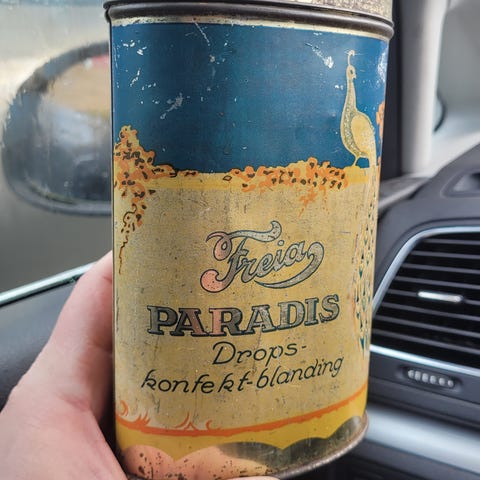 Freia
PARADIS
Drops-
konfekt-blanding